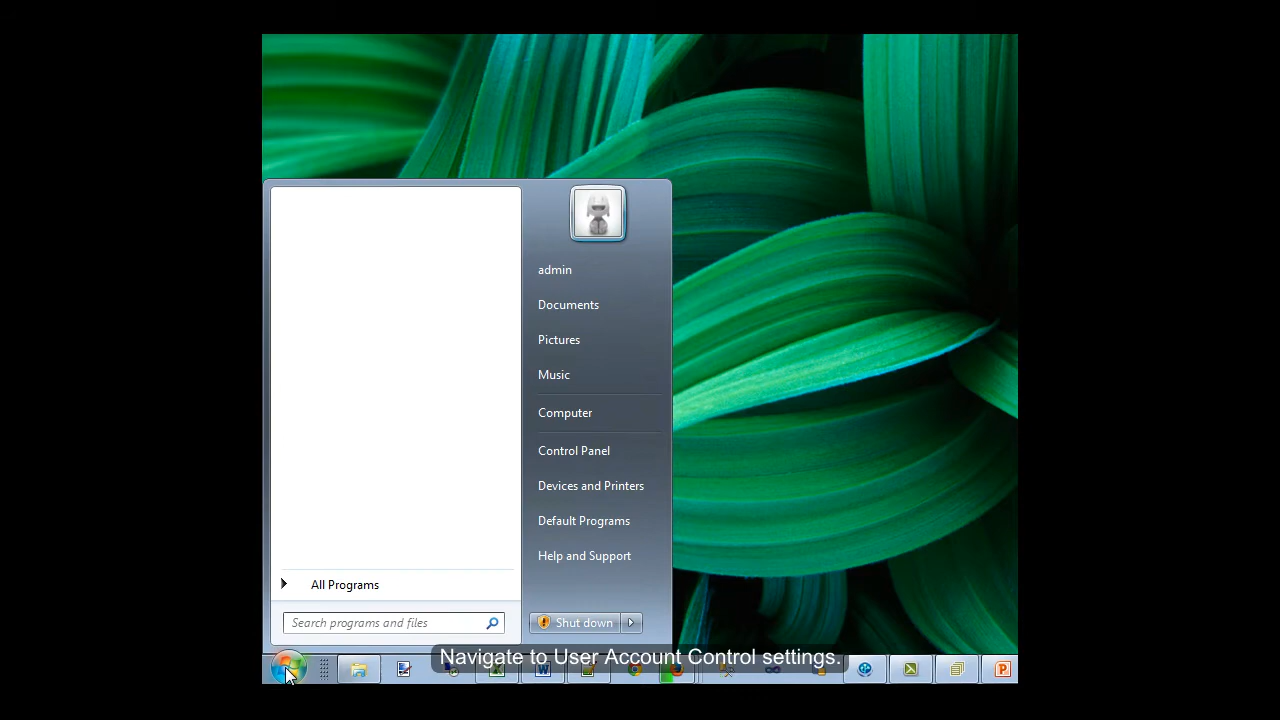 admin
Documents
Pictures
Music
Computer
Control Panel
Devices and Printers
Default Programs
Help and Support
All Programs
Search programs and files
Shut down
Navigate to User Account Control settings.